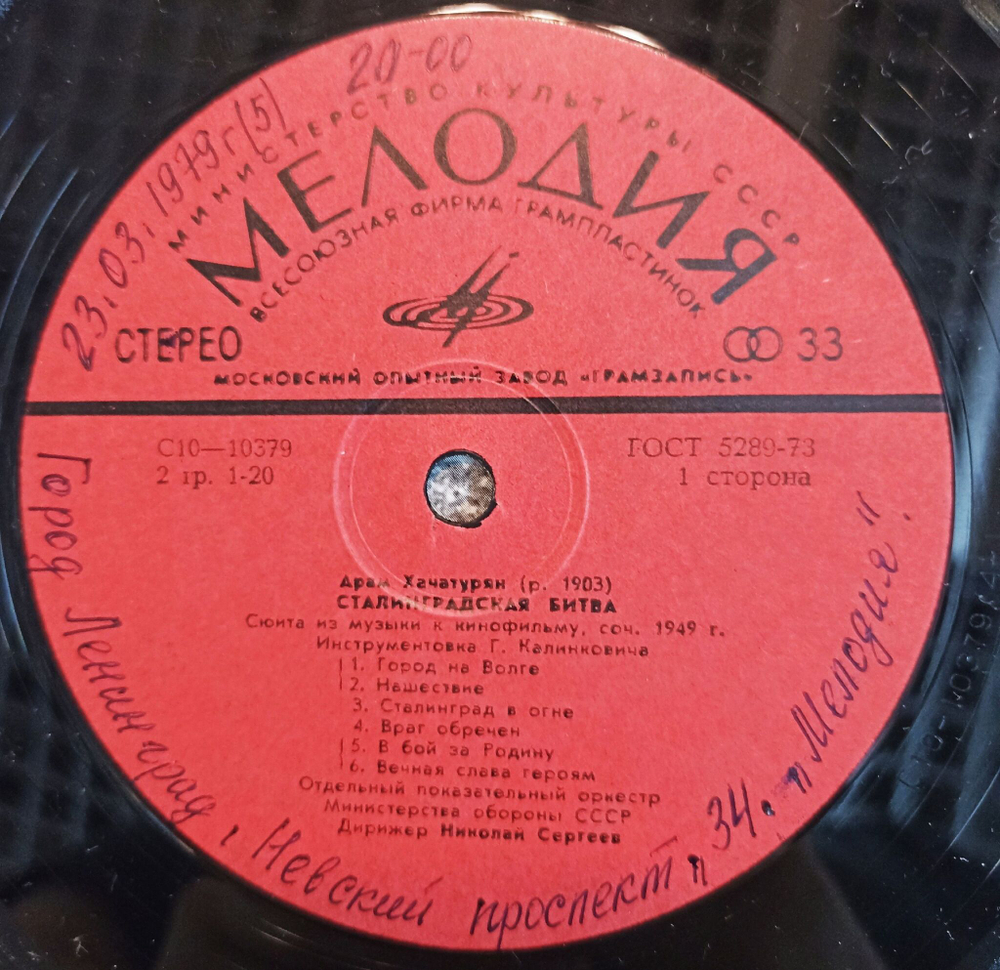 20-00
23.03.1979г(5)
МИНИСТЕРСТВО КУЛЬТУРЫ СССР
МЕЛОДИЯ
ВСЕСОЮЗНАЯ ФИРМА ГРАМПЛАСТИНОК
СТЕРЕО
33
МОСКОВСКИЙ ОПЫТНЫЙ ЗАВОД «ГРАМЗАПИСЬ»
С10—10379
ГОСТ 5289-73
2 гр. 1-20
1 сторона
Арам Хачатурян (р. 1903)
СТАЛИНГРАДСКАЯ БИТВА
Сюита из музыки к кинофильму, соч. 1949 г.
Инструментовка Г. Калинковича
1. Город на Волге
2. Нашествие
3. Сталинград в огне
4. Враг обречен
5. В бой за Родину
6. Вечная слава героям
Отдельный показательный оркестр
Министерства обороны СССР
Дирижер Николай Сергеев
Город Ленинград, Невский проспект, 34. "Мелодия".